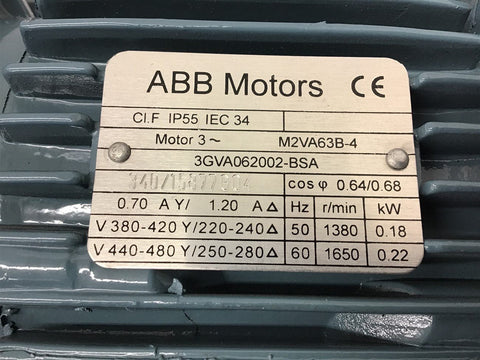 ABB Motors CE
Cl.F IP55 IEC 34
Motor 3 ~ M2VA63B-4
3GVA062002-BSA
cos φ 0.64/0.68
0.70 A Y/ 1.20 A Δ Hz r/min kW
V 380-420 Y/220-240 Δ 50 1380 0.18
V 440-480 Y/250-280 Δ 60 1650 0.22